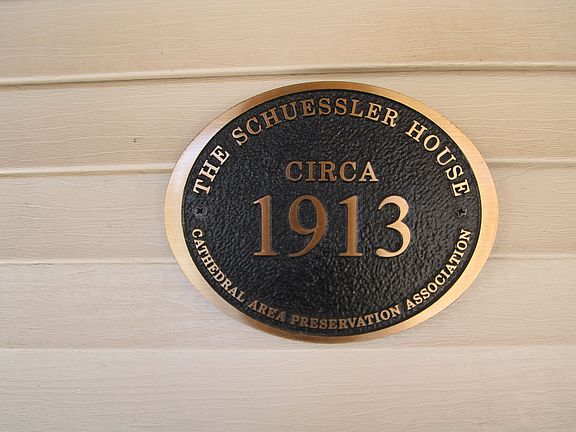 THE SCHUESSLER HOUSE
CIRCA
1913
CATHEDRAL AREA PRESERVATION ASSOCIATION